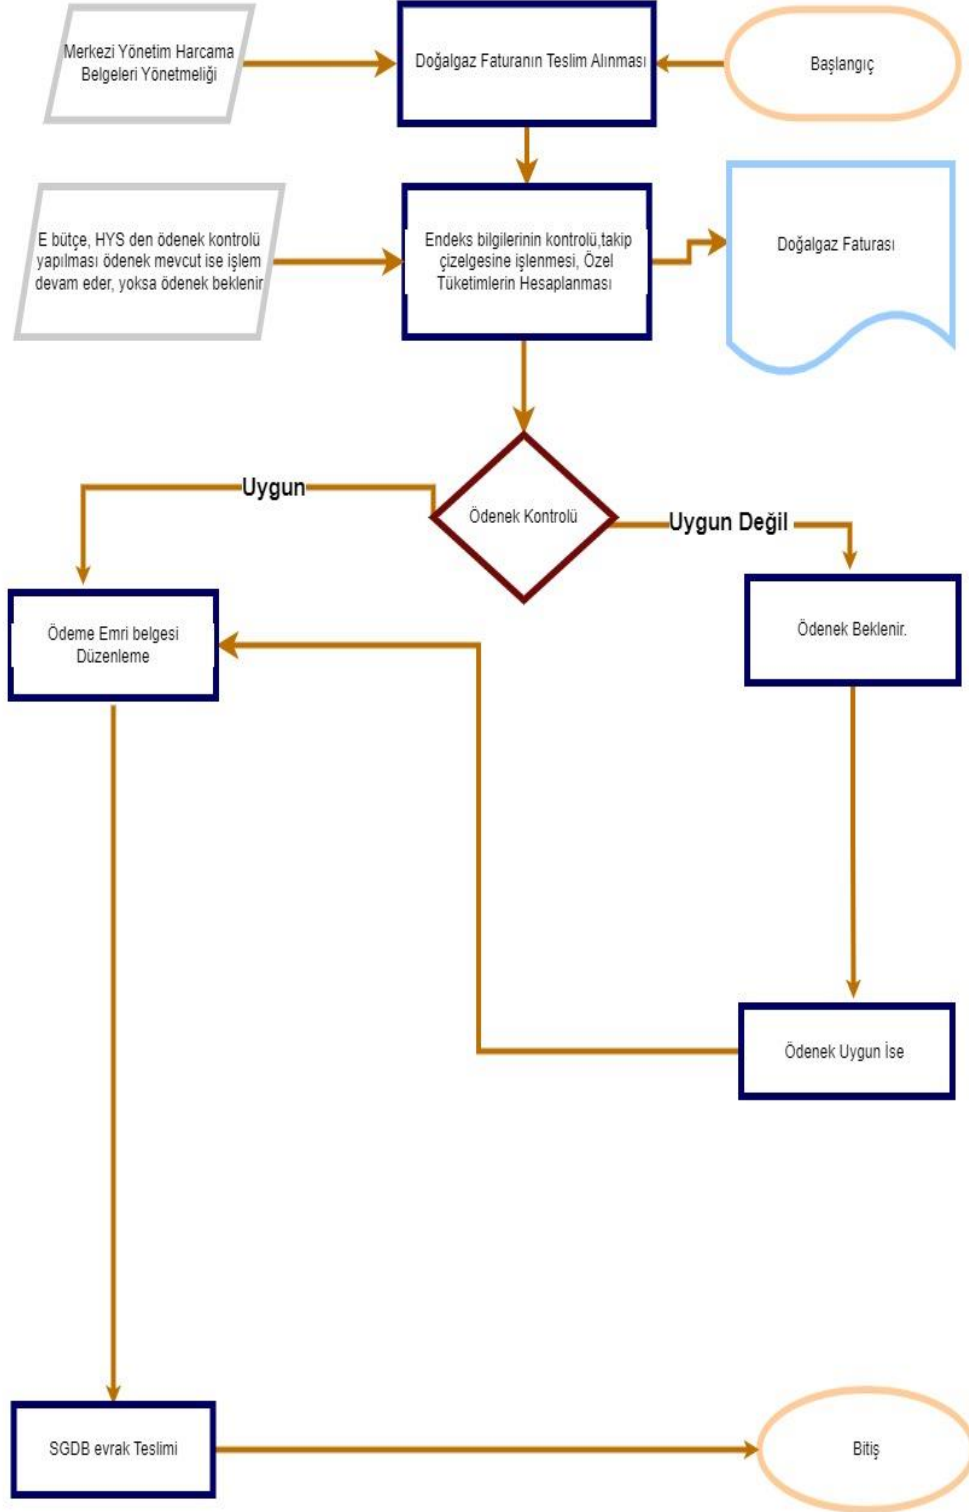 Merkezi Yönetim Harcama
Belgeleri Yönetmeliği
Doğalgaz Faturanın Teslim Alınması
Başlangıç
E bütçe, HYS den ödenek kontrolü
yapılması ödenek mevcut ise işlem
devam eder, yoksa ödenek beklenir
Endeks bilgilerinin kontrolü,takip
çizelgesine işlenmesi, Özel
Tüketimlerin Hesaplanması
Doğalgaz Faturası
Uygun
Ödenek Kontrolü
Uygun Değil
Ödeme Emri belgesi
Düzenleme
Ödenek Beklenir.
Ödenek Uygun İse
SGDB evrak Teslimi
Bitiş